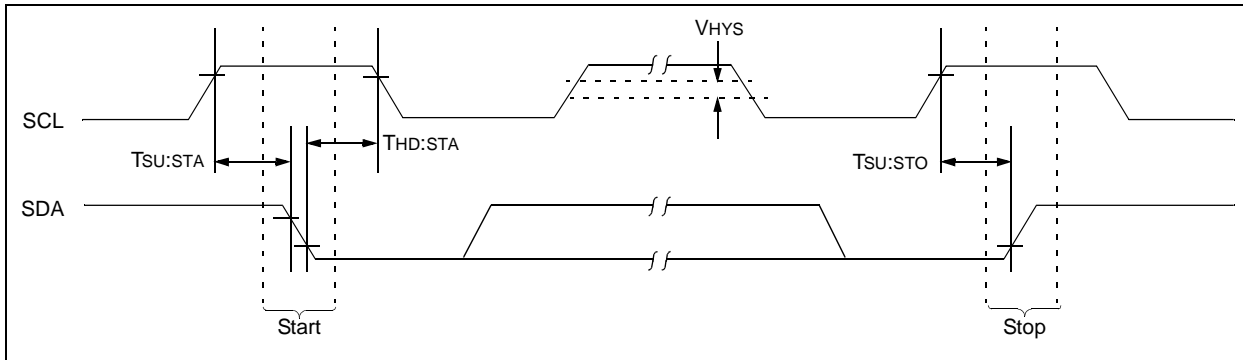 VHYS
SCL
TSU:STA
THD:STA
TSU:STO
SDA
Start
Stop